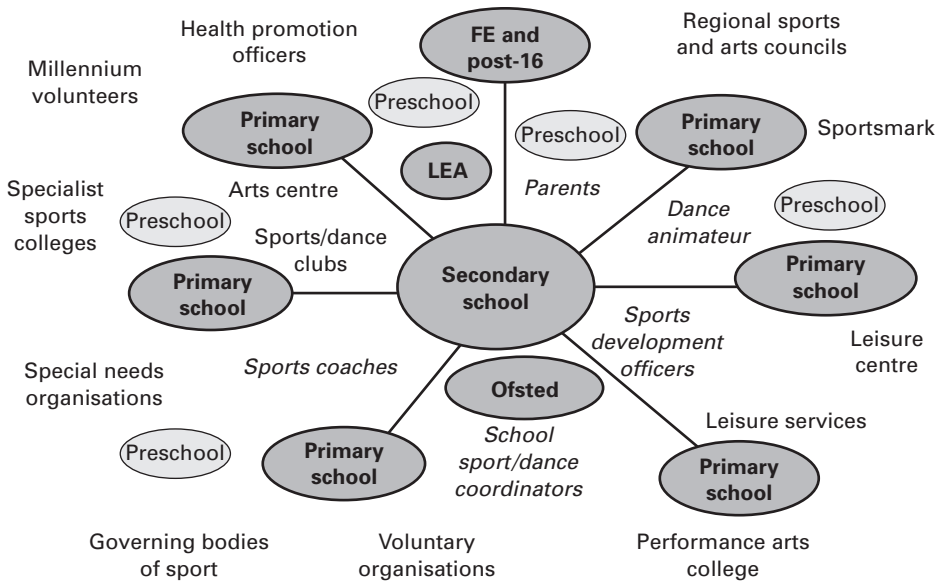 Health promotion
officers
FE and
post-16
Regional sports
and arts councils
Millennium
volunteers
Preschool
Primary
school
Preschool
Primary
school
Sportsmark
LEA
Arts centre
Parents
Specialist
sports
colleges
Preschool
Dance
animateur
Preschool
Sports/dance
clubs
Primary
school
Secondary
school
Primary
school
Sports
development
officers
Leisure
centre
Special needs
organisations
Sports coaches
Ofsted
Leisure services
Preschool
Primary
school
School
sport/dance
coordinators
Primary
school
Governing bodies
of sport
Voluntary
organisations
Performance arts
college